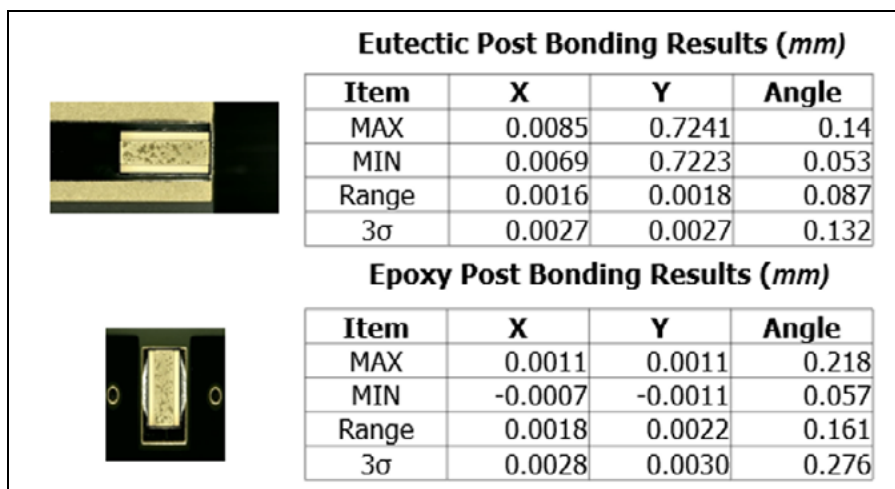 Eutectic Post Bonding Results (mm)
Item X Y Angle
MAX 0.0085 0.7241 0.14
MIN 0.0069 0.7223 0.053
Range 0.0016 0.0018 0.087
3σ 0.0027 0.0027 0.132
Epoxy Post Bonding Results (mm)
Item X Y Angle
MAX 0.0011 0.0011 0.218
MIN -0.0007 -0.0011 0.057
Range 0.0018 0.0022 0.161
3σ 0.0028 0.0030 0.276